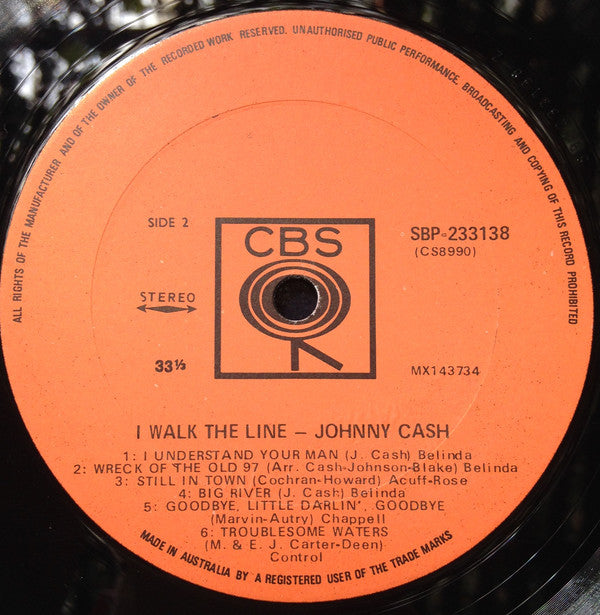 ALL RIGHTS OF THE MANUFACTURER AND OF THE OWNER OF THE RECORDED WORK RESERVED. UNAUTHORISED PUBLIC PERFORMANCE, BROADCASTING AND COPYING OF THIS RECORD PROHIBITED
SIDE 2
CBS
SBP-233138
(CS8990)
STEREO
33⅓
MX143734
I WALK THE LINE – JOHNNY CASH
1: I UNDERSTAND YOUR MAN (J. Cash) Belinda
2: WRECK OF THE OLD 97 (Arr. Cash-Johnson-Blake) Belinda
3: STILL IN TOWN (Cochran-Howard) Acuff-Rose
4: BIG RIVER (J. Cash) Belinda
5: GOODBYE, LITTLE DARLIN', GOODBYE
(Marvin-Autry) Chappell
6: TROUBLESOME WATERS
(M. & E. J. Carter-Deen)
Control
MADE IN AUSTRALIA BY A REGISTERED USER OF THE TRADE MARKS